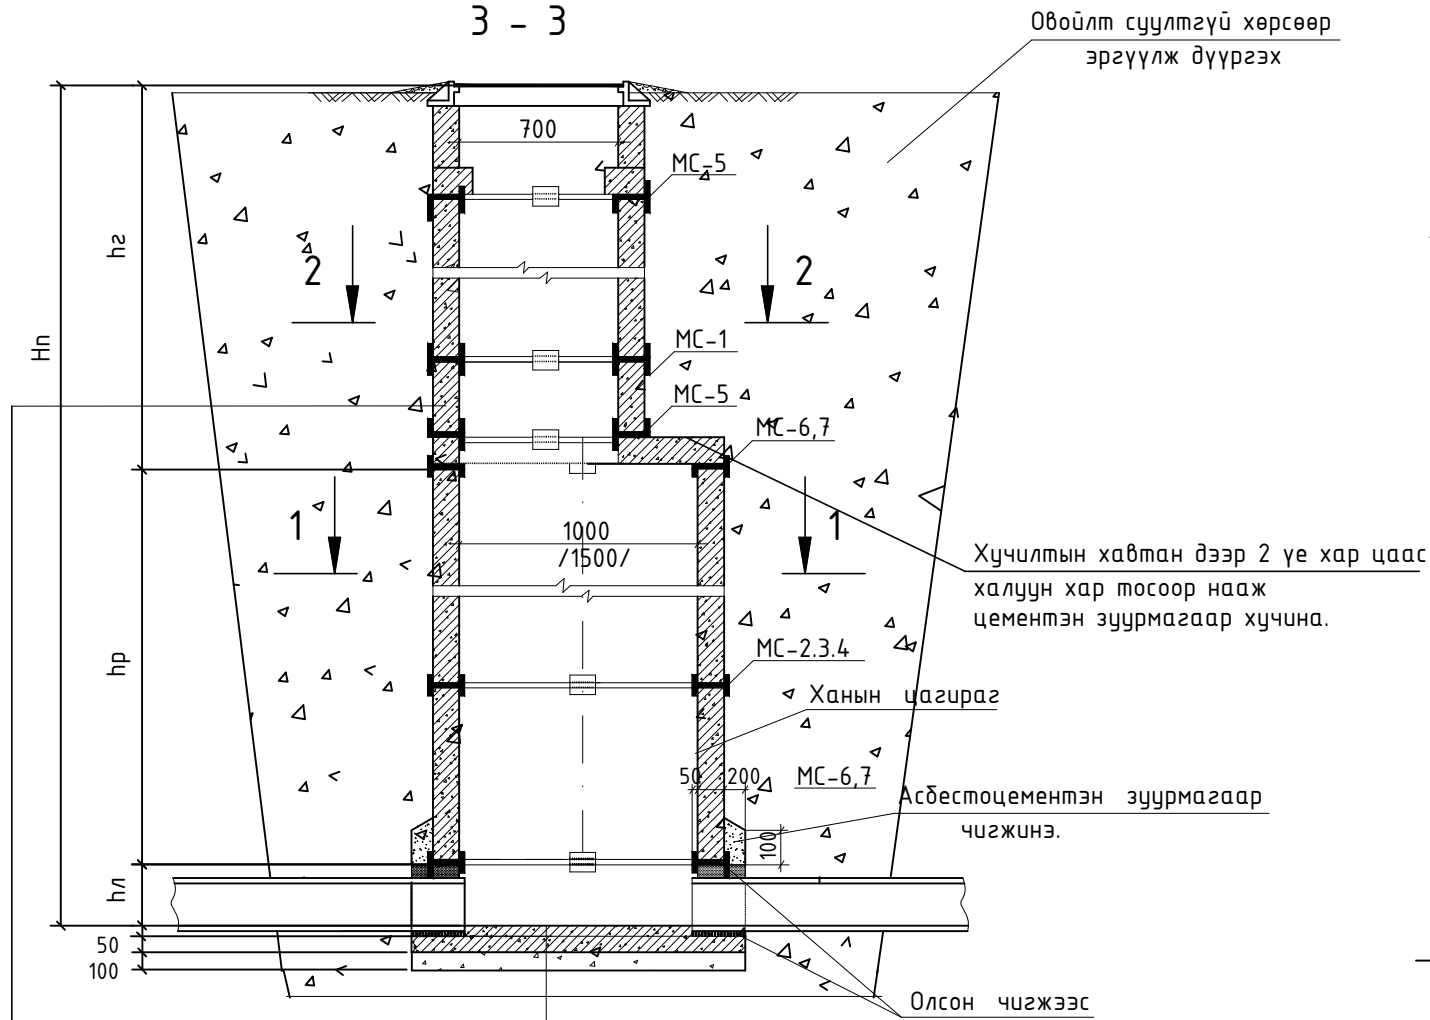 3 - 3
Овойлт суултгүй хөрсөөр
эргүүлж дүүргэх
700
МС-5
hг
2
2
Нп
МС-1
МС-5
МС-6,7
1
1
1000
/1500/
Хучилтын хавтан дээр 2 үе хар цаас
халуун хар тосоор нааж
цементэн зуурмагаар хучина.
hр
МС-2.3.4
Ханын цагираг
50
200
МС-6,7
Асбестоцементэн зуурмагаар
чигжинэ.
100
hл
50
100
Олсон чигжээс